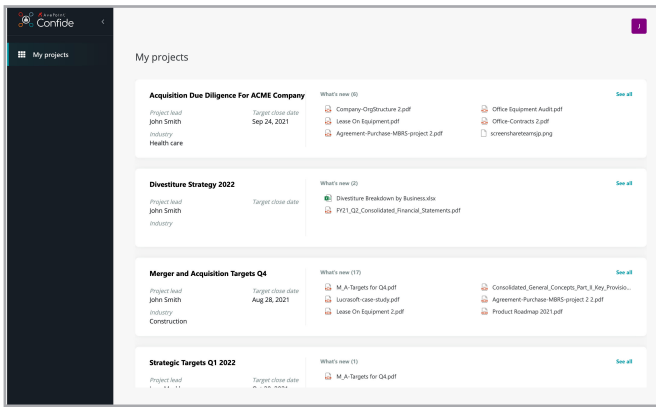 AvePoint
Confide
My projects
J
My projects
Acquisition Due Diligence For ACME Company
Project lead
Target close date
John Smith
Sep 24, 2021
Industry
Health care
What's new (6)
See all
Company-OrgStructure 2.pdf
Office Equipment Audit.pdf
Lease On Equipment.pdf
Office-Contracts 2.pdf
Agreement-Purchase-MBRS-project 2.pdf
screenshareteamsjp.png
Divestiture Strategy 2022
Project lead
Target close date
John Smith
Industry
What's new (2)
See all
Divestiture Breakdown by Business.xlsx
FY21_Q2_Consolidated_Financial_Statements.pdf
Merger and Acquisition Targets Q4
Project lead
Target close date
John Smith
Aug 28, 2021
Industry
Construction
What's new (17)
See all
M_A-Targets for Q4.pdf
Consolidated_General_Concepts_Part_II_Key_Provisio...
Lucrasoft-case-study.pdf
Agreement-Purchase-MBRS-project 2 2.pdf
Lease On Equipment 2.pdf
Product Roadmap 2021.pdf
Strategic Targets Q1 2022
Project lead
Target close date
What's new (1)
See all
M_A-Targets for Q4.pdf